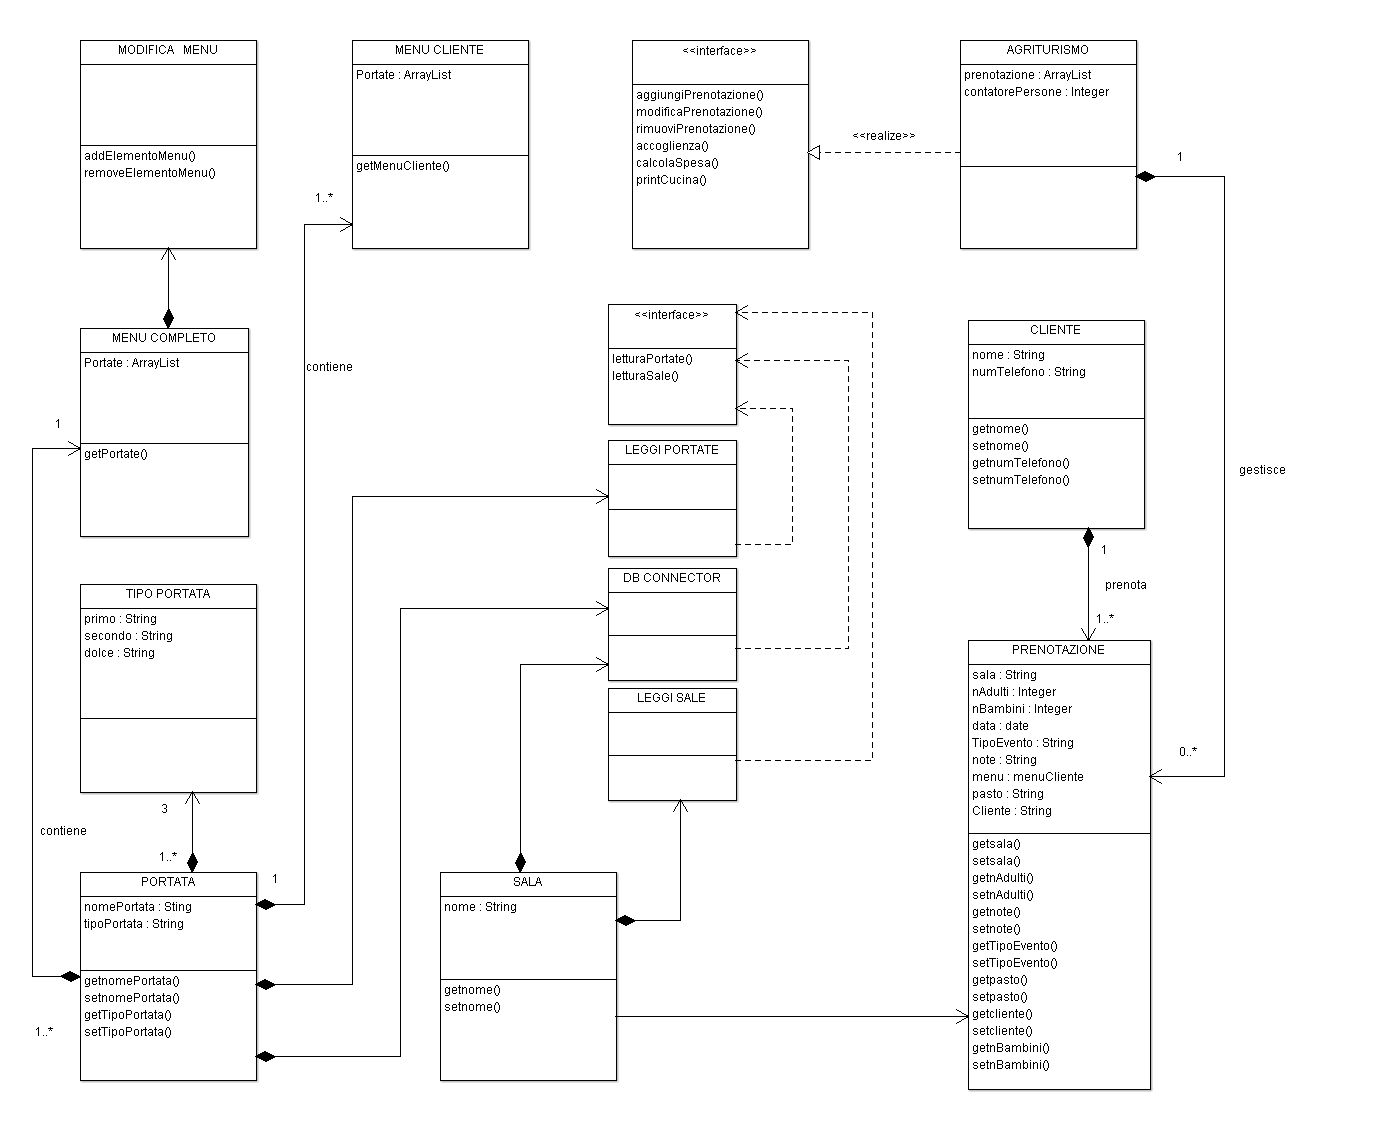 MODIFICA MENU
addElementoMenu()
removeElementoMenu()
MENU CLIENTE
Portate : ArrayList
getMenuCliente()
1..*
<<interface>>
aggiungiPrenotazione()
modificaPrenotazione()
rimuoviPrenotazione()
accoglienza()
calcolaSpesa()
printCucina()
<<realize>>
AGRITURISMO
prenotazione : ArrayList
contatorePersone : Integer
1
MENU COMPLETO
Portate : ArrayList
getPortate()
1
contiene
<<interface>>
letturaPortate()
letturaSale()
CLIENTE
nome : String
numTelefono : String
getnome()
setnome()
getnumTelefono()
setnumTelefono()
gestisce
LEGGI PORTATE
DB CONNECTOR
LEGGI SALE
1
prenota
1..*
TIPO PORTATA
primo : String
secondo : String
dolce : String
3
contiene
1..*
PORTATA
nomePortata : Sting
tipoPortata : String
getnomePortata()
setnomePortata()
getTipoPortata()
setTipoPortata()
1
1..*
SALA
nome : String
getnome()
setnome()
PRENOTAZIONE
sala : String
nAdulti : Integer
nBambini : Integer
data : date
TipoEvento : String
note : String
menu : menuCliente
pasto : String
Cliente : String
getsala()
setsala()
getnAdulti()
setnAdulti()
getnote()
setnote()
getTipoEvento()
setTipoEvento()
getpasto()
setpasto()
getcliente()
setcliente()
getnBambini()
setnBambini()
0..*